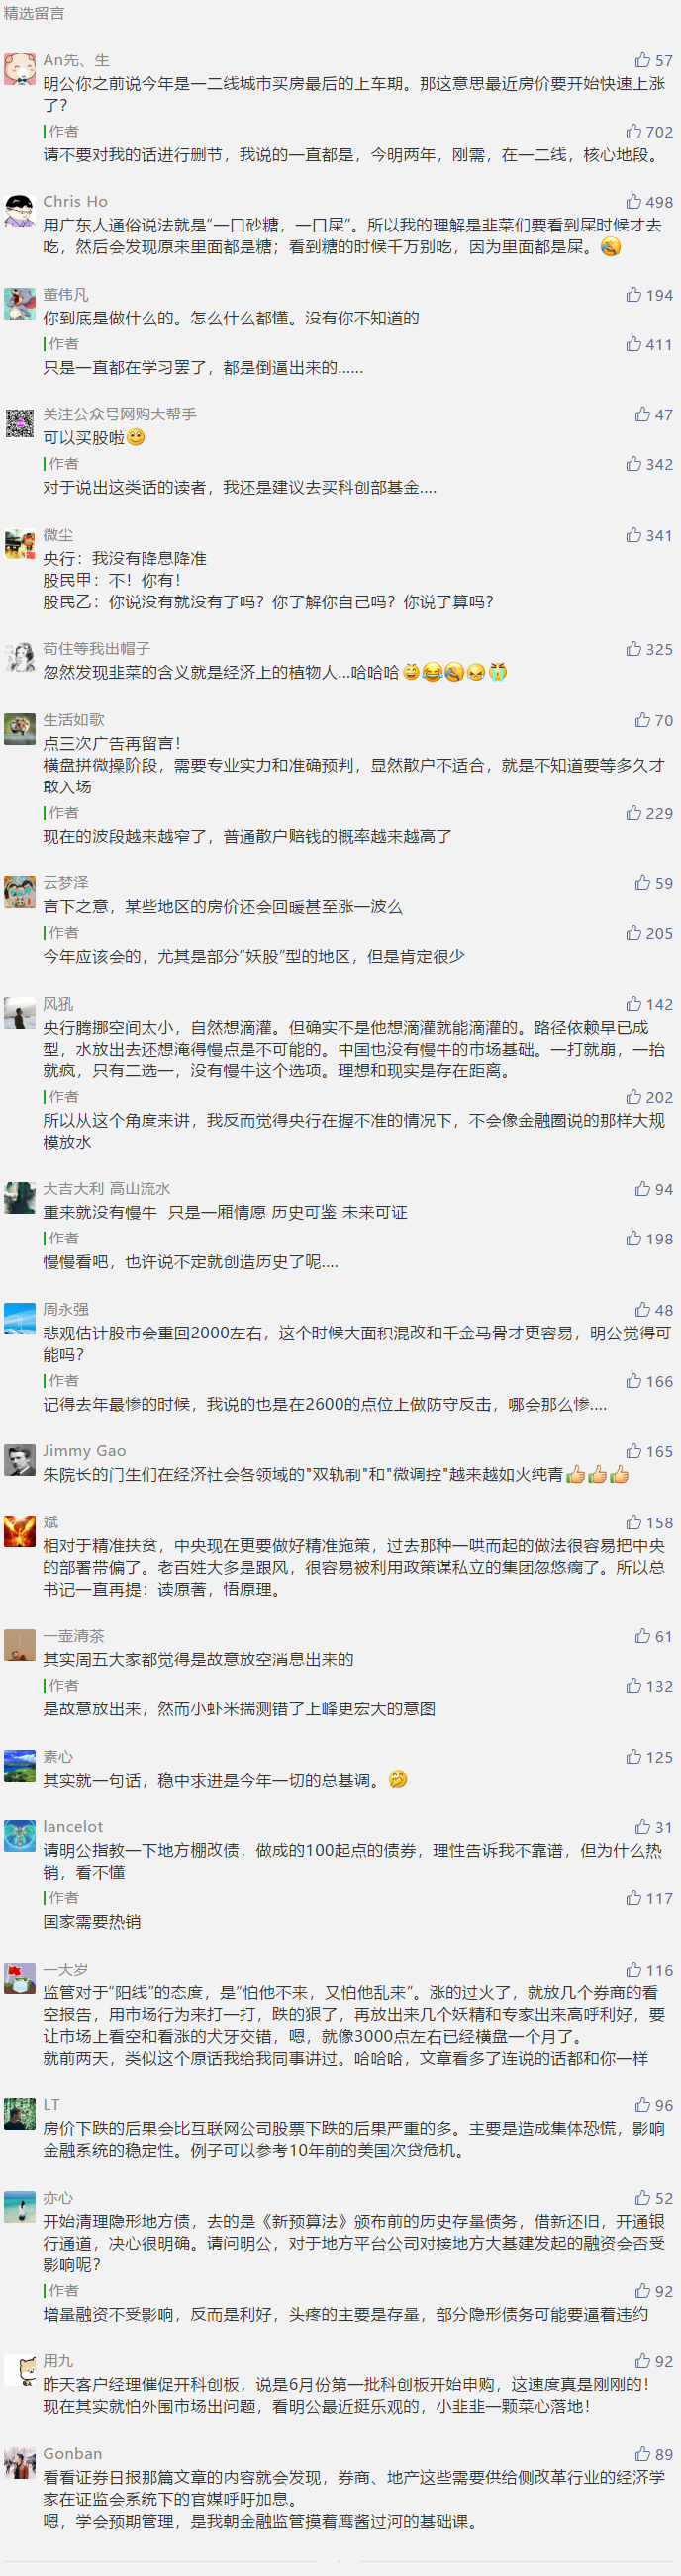 精选留言
An先、生
57
明公你之前说今年是一二线城市买房最后的上车期。那这意思最近房价要开始快速上涨
了?
作者
702
请不要对我的话进行删节，我说的一直都是，今明两年，刚需，在一二线，核心地段。
Chris Ho
498
用广东人通俗说法就是“一口砂糖，一口屎”。所以我的理解是韭菜们要看到屎时候才去
吃，然后会发现原来里面都是糖；看到糖的时候千万别吃，因为里面都是屎。
董伟凡
194
你到底是做什么的。怎么什么都懂。没有你不知道的
作者
411
只是一直都在学习罢了，都是倒逼出来的......
关注公众号网购大帮手
47
可以买股啦😊
作者
342
对于说出这类话的读者，我还是建议去买科创部基金....
微尘
341
央行：我没有降息降准
股民甲：不！你有！
股民乙：你说没有就没有了吗？你了解你自己吗？你说了算吗？
苟住等我出帽子
325
忽然发现韭菜的含义就是经济上的植物人...哈哈哈
生活如歌
70
点三次广告再留言！
横盘拼微操阶段，需要专业实力和准确预判，显然散户不适合，就是不知道要等多久才
敢入场
作者
229
现在的波段越来越窄了，普通散户赔钱的概率越来越高了
云梦泽
59
言下之意，某些地区的房价还会回暖甚至涨一波么
作者
205
今年应该会的，尤其是部分“妖股”型的地区，但是肯定很少
风犼
142
央行腾挪空间太小，自然想滴灌。但确实不是他想滴灌就能滴灌的。路径依赖早已成
型，水放出去还想淹得慢点是不可能的。中国也没有慢牛的市场基础。一打就崩，一抬
就疯，只有二选一，没有慢牛这个选项。理想和现实是存在距离。
作者
202
所以从这个角度来讲，我反而觉得央行在握不准的情况下，不会像金融圈说的那样大规
模放水
大吉大利 高山流水
94
重来就没有慢牛 只是一厢情愿 历史可鉴 未来可证
作者
198
慢慢看吧，也许说不定就创造历史了呢....
周永强
48
悲观估计股市会重回2000左右，这个时候大面积混改和千金马骨才更容易，明公觉得可
能吗？
作者
166
记得去年最惨的时候，我说的也是在2600的点位上做防守反击，哪会那么惨....
Jimmy Gao
165
朱院长的门生们在经济社会各领域的"双轨制"和"微调控"越来越如火纯青👍👍👍
斌
158
相对于精准扶贫，中央现在更要做好精准施策，过去那种一哄而起的做法很容易把中央
的部署带偏了。老百姓大多是跟风，很容易被利用政策谋私立的集团忽悠瘸了。所以总
书记一直再提：读原著，悟原理。
一壶清茶
61
其实周五大家都觉得是故意放空消息出来的
作者
132
是故意放出来，然而小虾米揣测错了上峰更宏大的意图
素心
125
其实就一句话，稳中求进是今年一切的总基调。
lancelot
31
请明公指教一下地方棚改债，做成的100起点的债券，理性告诉我不靠谱，但为什么热
销，看不懂
作者
117
国家需要热销
一大岁
116
监管对于“阳线”的态度，是“怕他不来，又怕他乱来”。涨的过火了，就放几个券商的看
空报告，用市场行为来打一打，跌的狠了，再放出来几个妖精和专家出来高呼利好，要
让市场上看空和看涨的犬牙交错，嗯，就像3000点左右已经横盘一个月了。
就前两天，类似这个原话我给我同事讲过。哈哈哈，文章看多了连说的话都和你一样
LT
96
房价下跌的后果会比互联网公司股票下跌的后果严重的多。主要是造成集体恐慌，影响
金融系统的稳定性。例子可以参考10年前的美国次贷危机。
亦心
52
开始清理隐形地方债，去的是《新预算法》颁布前的历史存量债务，借新还旧，开通银
行通道，决心很明确。请问明公，对于地方平台公司对接地方大基建发起的融资会否受
影响呢？
作者
92
增量融资不受影响，反而是利好，头疼的主要是存量，部分隐形债务可能要逼着违约
用九
92
昨天客户经理催促开科创板，说是6月份第一批科创板开始申购，这速度真是刚刚的！
现在其实就怕外围市场出问题，看明公最近挺乐观的，小韭韭一颗菜心落地！
Gonban
89
看看证券日报那篇文章的内容就会发现，券商、地产这些需要供给侧改革行业的经济学
家在证监会系统下的官媒呼吁加息。
嗯，学会预期管理，是我朝金融监管摸着鹰酱过河的基础课。